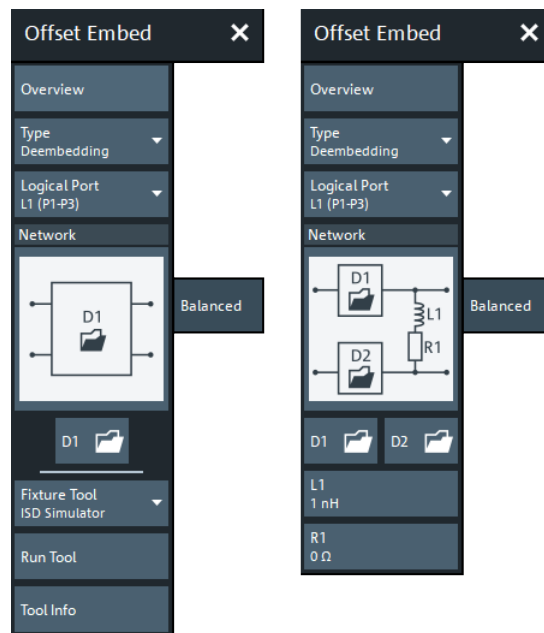 Offset Embed
Overview
Type
Deembedding
Logical Port
L1 (P1-P3)
Network
D1
Balanced
D1
Fixture Tool
ISD Simulator
Run Tool
Tool Info
Offset Embed
Overview
Type
Deembedding
Logical Port
L1 (P1-P3)
Network
D1
L1
D2
R1
Balanced
D1 D2
L1
1 nH
R1
0 Ω